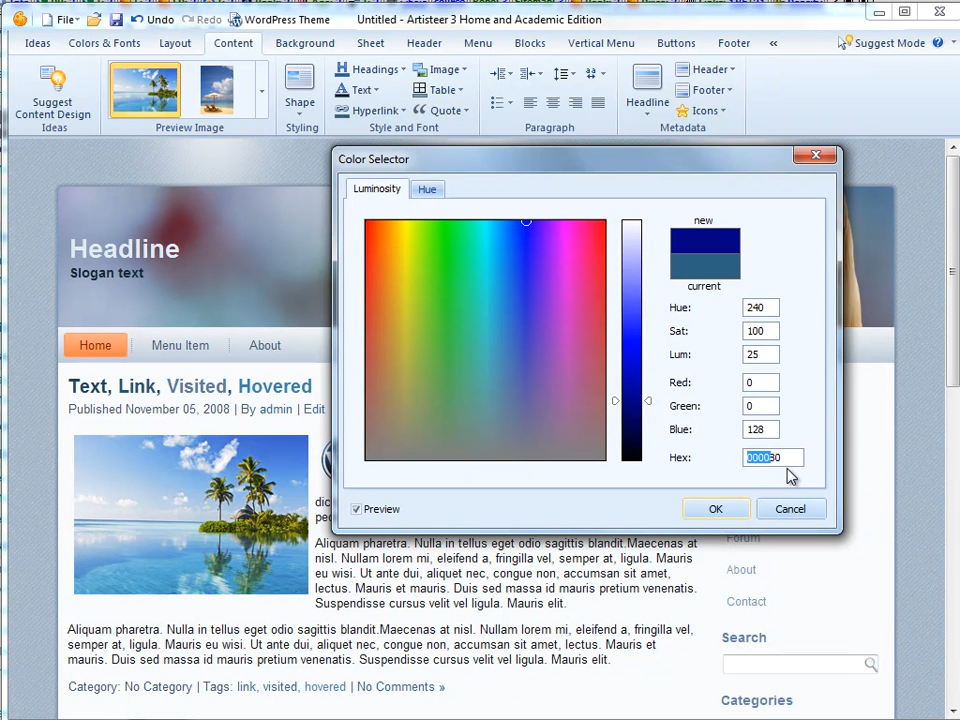 File Undo Redo WordPress Theme Untitled - Artisteer 3 Home and Academic Edition
Ideas Colors & Fonts Layout Content Background Sheet Header Menu Blocks Vertical Menu Buttons Footer « Suggest Mode
Suggest
Content Design
Ideas
Preview Image
Shape
Styling
Headings Image
Text Table
Hyperlink Quote
Style and Font
Paragraph
Headline
Header
Footer
Icons
Metadata
Headline
Slogan text
Home Menu Item About
Text, Link, Visited, Hovered
Published November 05, 2008 | By admin | Edit
dic
pe
Aliquam pharetra. Nulla in tellus eget odio sagittis blandit.Maecenas at
nisl. Nullam lorem mi, eleifend a, fringilla vel, semper at, ligula. Mauris
eu wisi. Ut ante dui, aliquet nec, congue non, accumsan sit amet,
lectus. Mauris et mauris. Duis sed massa id mauris pretium venenatis.
Suspendisse cursus velit vel ligula. Mauris elit.
Aliquam pharetra. Nulla in tellus eget odio sagittis blandit.Maecenas at nisl. Nullam lorem mi, eleifend a, fringilla vel,
semper at, ligula. Mauris eu wisi. Ut ante dui, aliquet nec, congue non, accumsan sit amet, lectus. Mauris et
mauris. Duis sed massa id mauris pretium venenatis. Suspendisse cursus velit vel ligula. Mauris elit.
Category: No Category | Tags: link, visited, hovered | No Comments »
Color Selector
Luminosity Hue
new
current
Hue: 240
Sat: 100
Lum: 25
Red: 0
Green: 0
Blue: 128
Hex: 000080
Preview
OK Cancel
Forum
About
Contact
Search
Categories